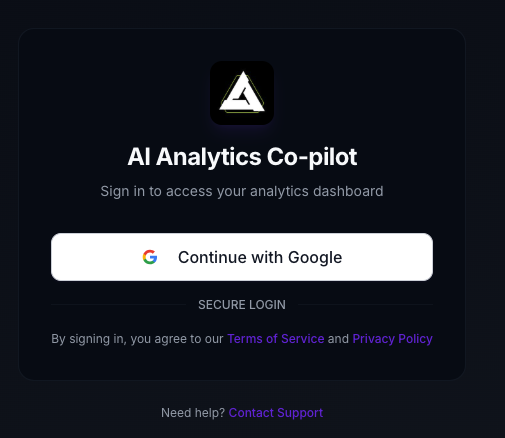 AI Analytics Co-pilot
Sign in to access your analytics dashboard
Continue with Google
SECURE LOGIN
By signing in, you agree to our Terms of Service and Privacy Policy
Need help? Contact Support